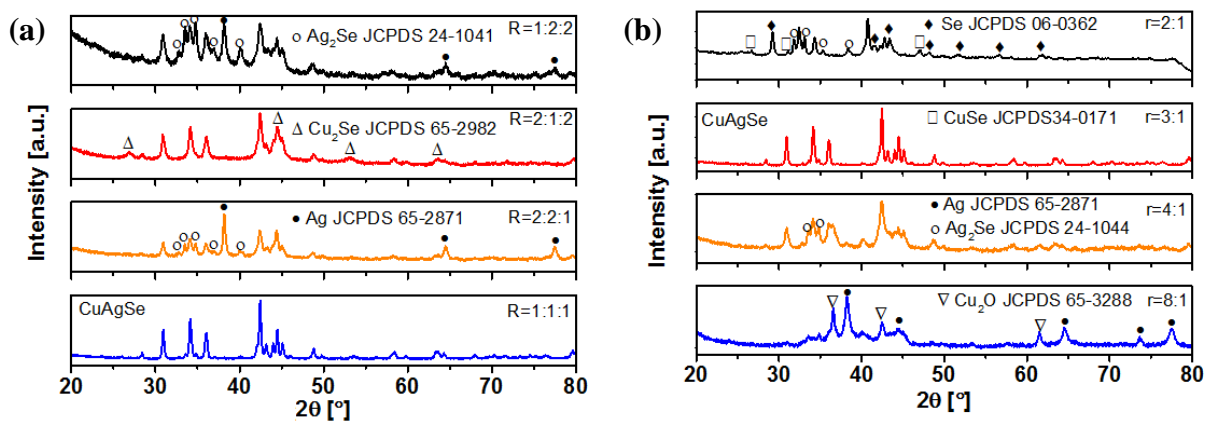 (a)
Intensity [a.u.]
o Ag₂Se JCPDS 24-1041
R=1:2:2
Δ Cu₂Se JCPDS 65-2982
R=2:1:2
● Ag JCPDS 65-2871
R=2:2:1
CuAgSe
R=1:1:1
20 30 40 50 60 70 80
2θ [°]
(b)
Intensity [a.u.]
♦ Se JCPDS 06-0362
r=2:1
CuAgSe
□ CuSe JCPDS34-0171
r=3:1
● Ag JCPDS 65-2871
o Ag₂Se JCPDS 24-1044
r=4:1
∇ Cu₂O JCPDS 65-3288
r=8:1
20 30 40 50 60 70 80
2θ [°]